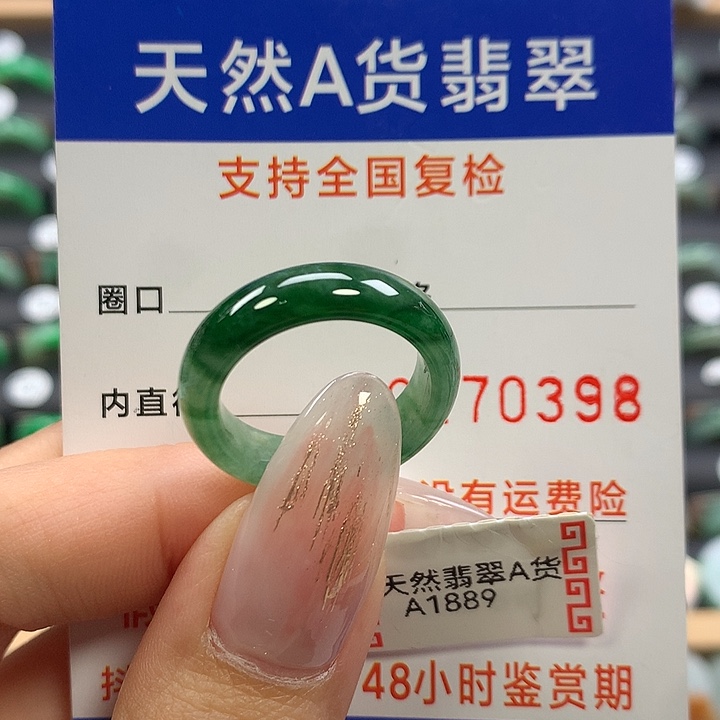 天然A货翡翠
支持全国复检
圈口
内直
70398
有运费险
天然翡翠A货
A1889
48小时鉴赏期